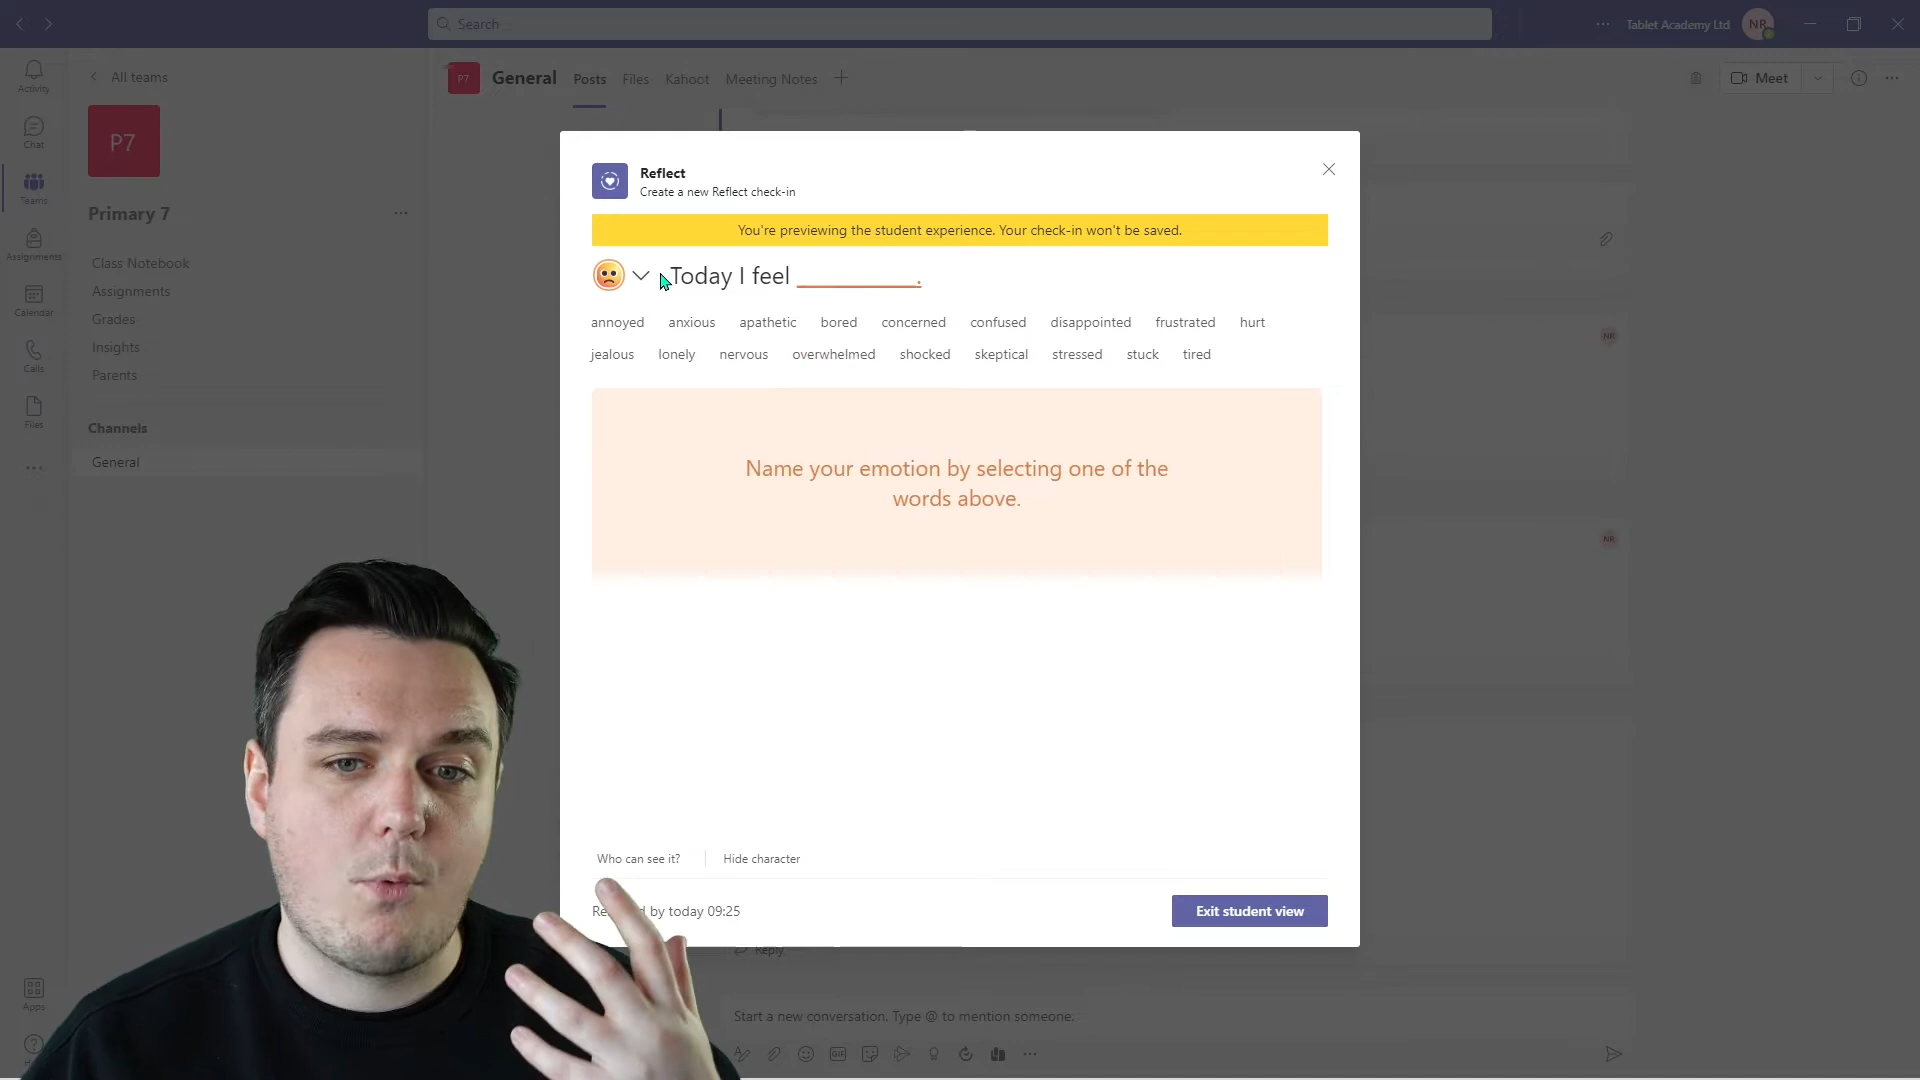 Search
Tablet Academy Ltd
NR
Activity
Chat
Teams
Assignments
Calendar
Calls
Files
Apps
All teams
P7
Primary 7
Class Notebook
Assignments
Grades
Insights
Parents
Channels
General
P7
General
Posts
Files
Kahoot
Meeting Notes
Meet
Reflect
Create a new Reflect check-in
You're previewing the student experience. Your check-in won't be saved.
Today I feel ____________.
annoyed anxious apathetic bored concerned confused disappointed frustrated hurt
jealous lonely nervous overwhelmed shocked skeptical stressed stuck tired
Name your emotion by selecting one of the
words above.
Who can see it?
Hide character
by today 09:25
Exit student view
NR
NR
Reply
Start a new conversation. Type @ to mention someone.
GIF